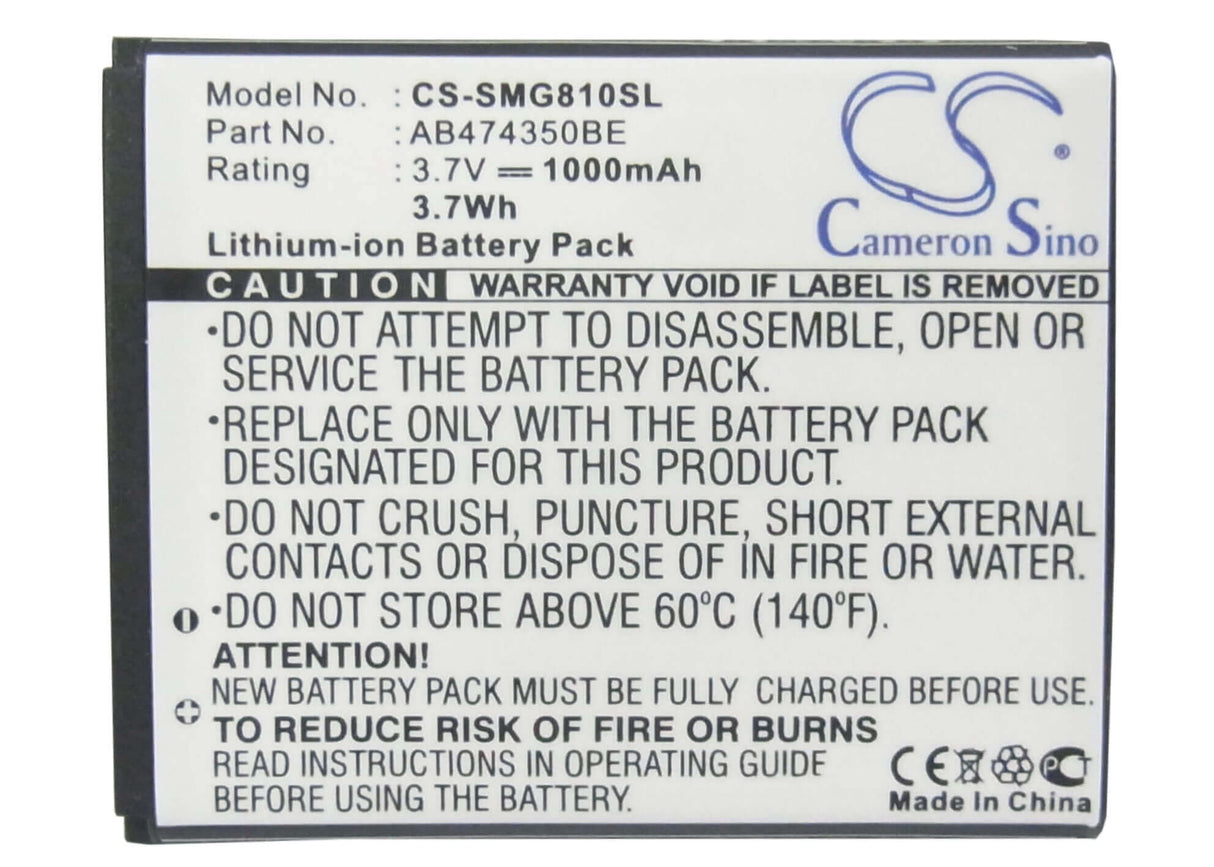 Model No. : CS-SMG810SL
Part No. : AB474350BE
Rating : 3.7V ⎓ 1000mAh
3.7Wh
Lithium-ion Battery Pack
CS ®
Cameron Sino
CAUTION WARRANTY VOID IF LABEL IS REMOVED
•DO NOT ATTEMPT TO DISASSEMBLE, OPEN OR
SERVICE THE BATTERY PACK.
•REPLACE ONLY WITH THE BATTERY PACK
DESIGNATED FOR THIS PRODUCT.
•DO NOT CRUSH, PUNCTURE, SHORT EXTERNAL
CONTACTS OR DISPOSE OF IN FIRE OR WATER.
•DO NOT STORE ABOVE 60°C (140°F).
ATTENTION!
NEW BATTERY PACK MUST BE FULLY CHARGED BEFORE USE.
TO REDUCE RISK OF FIRE OR BURNS
READ INSTRUCTIONS IN OPERATING GUIDE
BEFORE USING THE BATTERY.
CE PCT
Made In China